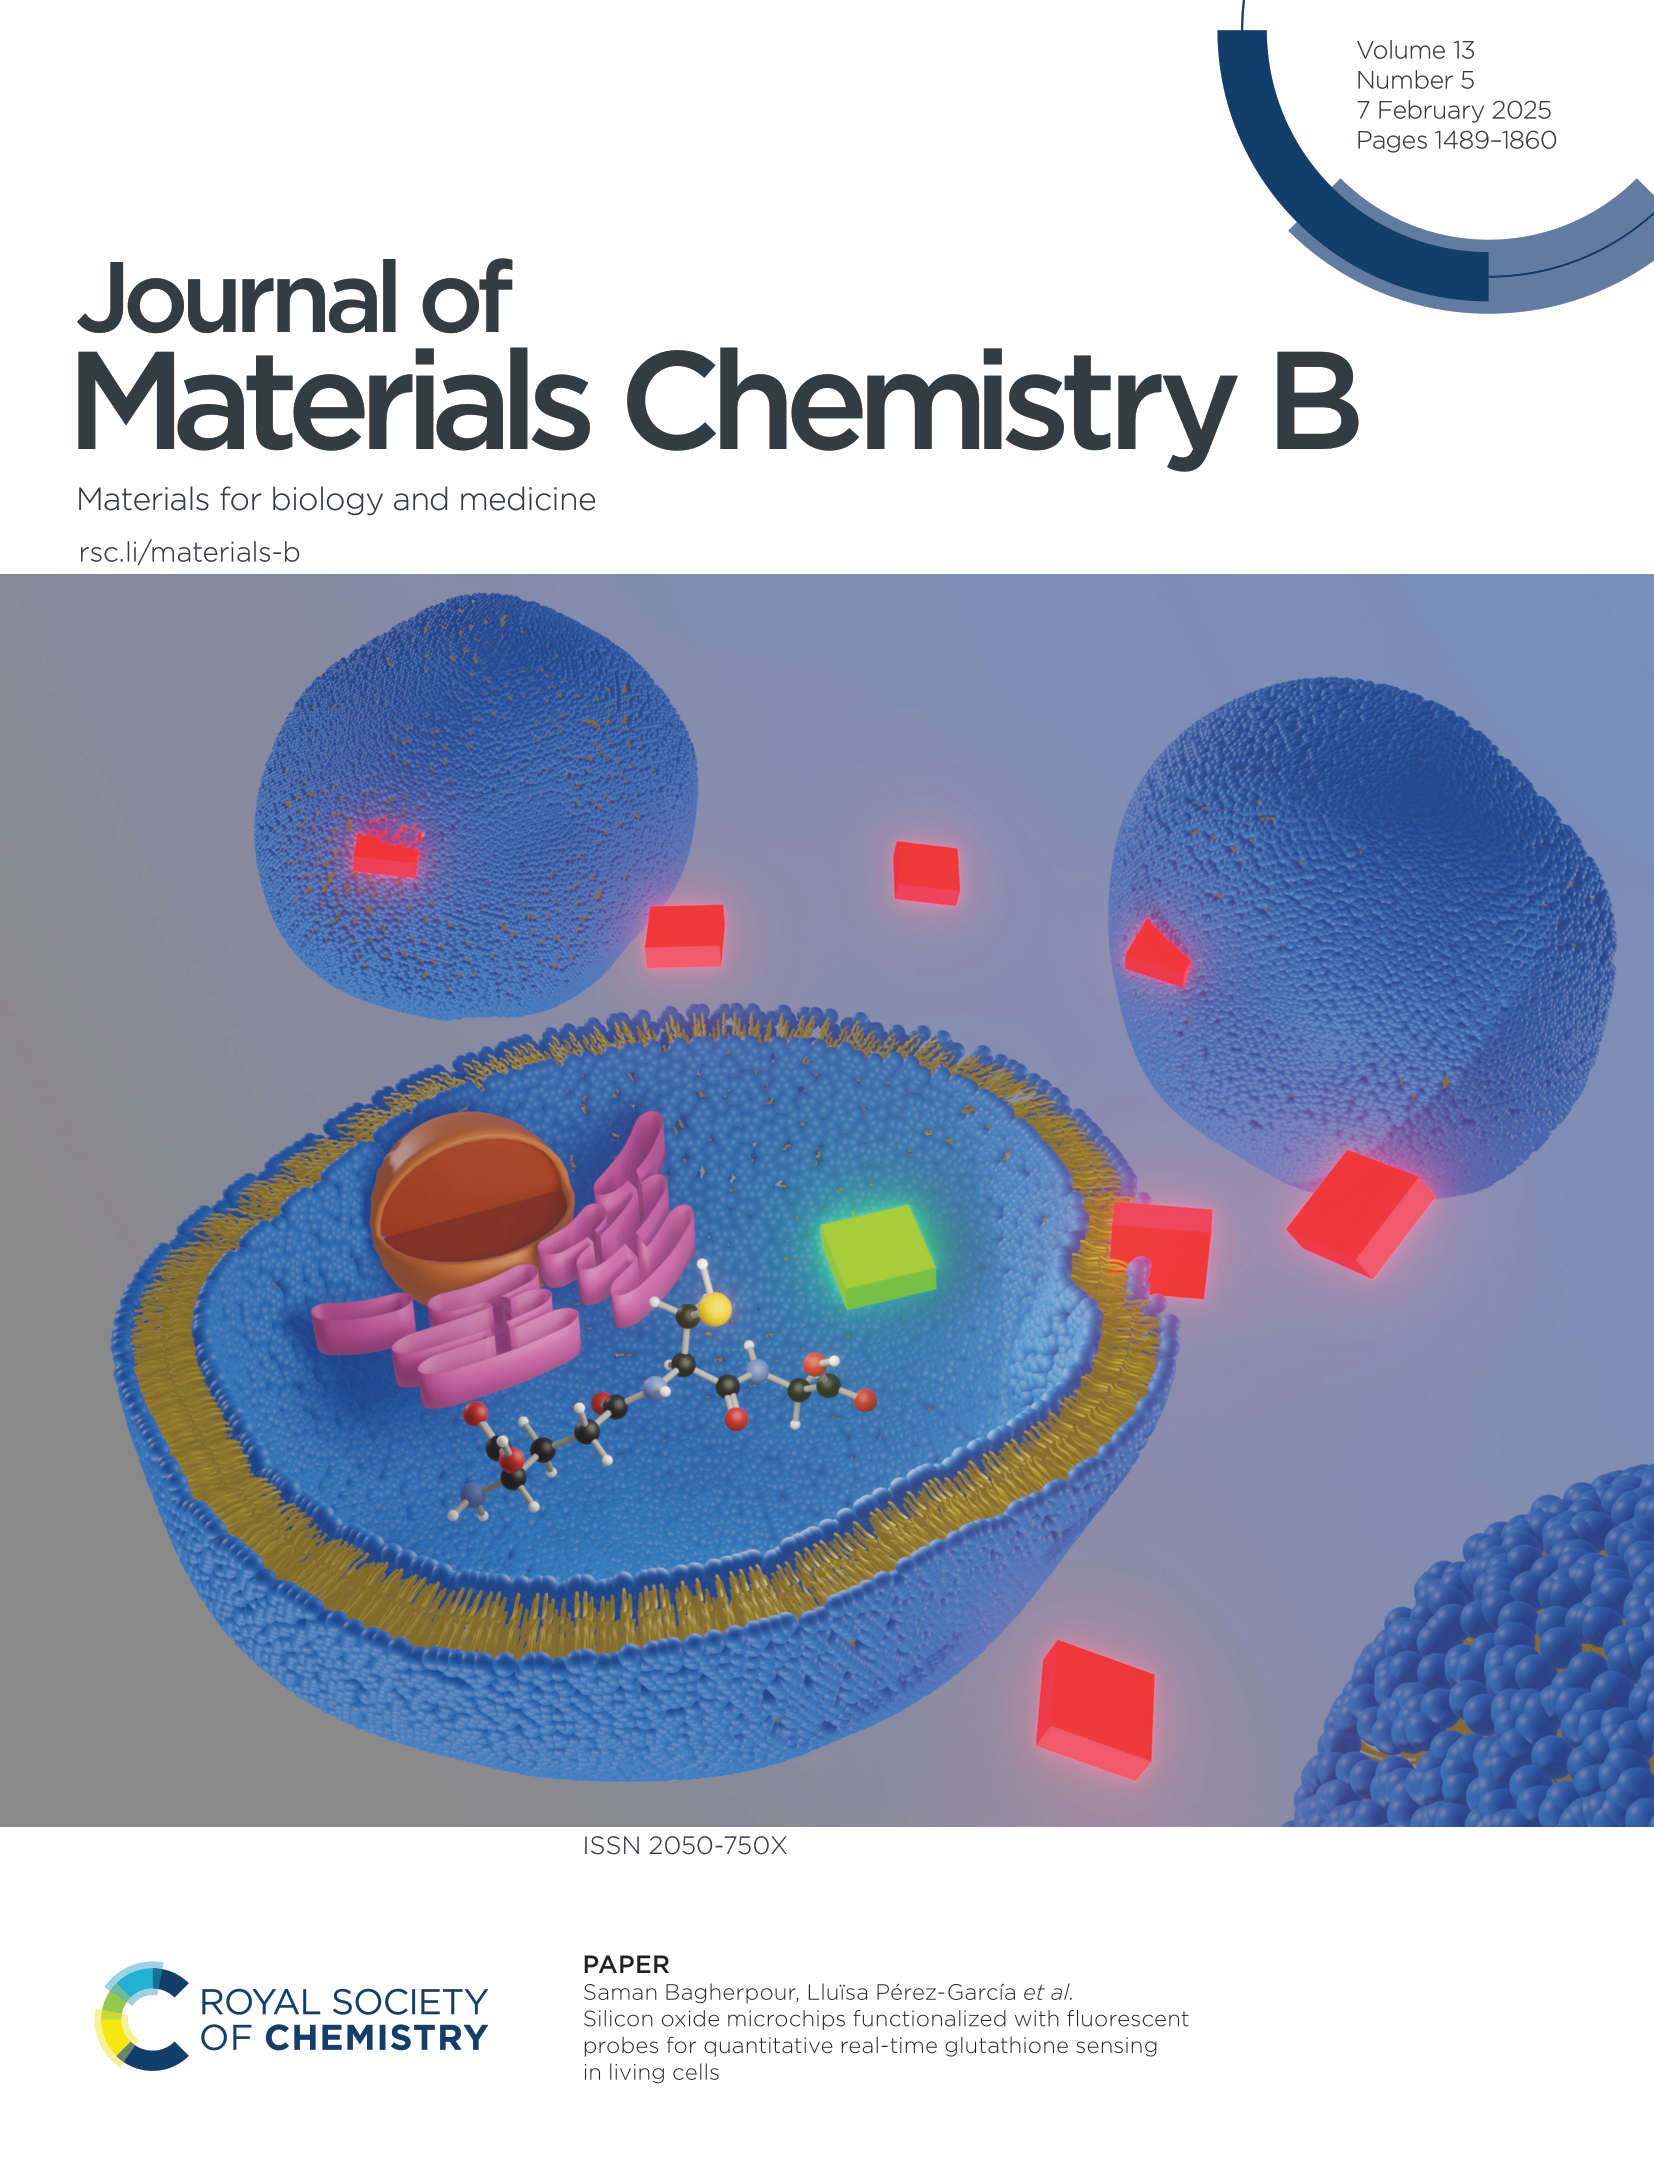 Volume 13
Number 5
7 February 2025
Pages 1489–1860
Journal of
Materials Chemistry B
Materials for biology and medicine
rsc.li/materials-b
ISSN 2050-750X
ROYAL SOCIETY
OF CHEMISTRY
PAPER
Saman Bagherpour, Lluïsa Pérez-García et al.
Silicon oxide microchips functionalized with fluorescent
probes for quantitative real-time glutathione sensing
in living cells